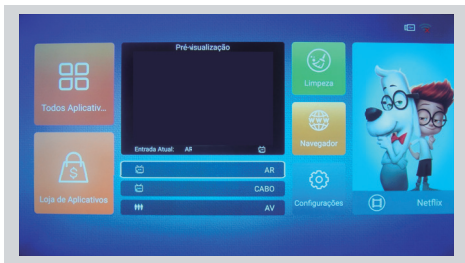 Pré-visualização
Todos Aplicativ...
Limpeza
Navegador
Entrada Atual: AR
AR
CABO
AV
Loja de Aplicativos
Configurações
Netflix